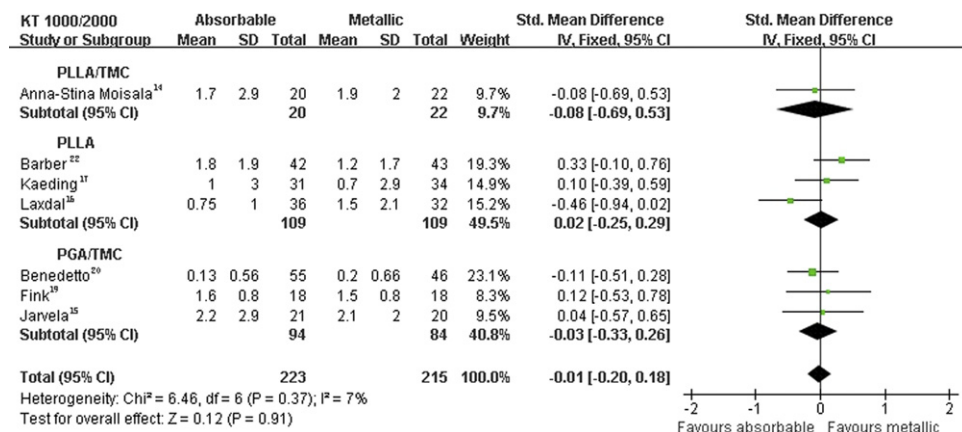 KT 1000/2000 Absorbable Metallic Std. Mean Difference Std. Mean Difference
Study or Subgroup Mean SD Total Mean SD Total Weight IV, Fixed, 95% CI IV, Fixed, 95% CI
PLLA/TMC
Anna-Stina Moisala¹⁴ 1.7 2.9 20 1.9 2 22 9.7% -0.08 [-0.69, 0.53]
Subtotal (95% CI) 20 22 9.7% -0.08 [-0.69, 0.53]
PLLA
Barber²² 1.8 1.9 42 1.2 1.7 43 19.3% 0.33 [-0.10, 0.76]
Kaeding¹⁷ 1 3 31 0.7 2.9 34 14.9% 0.10 [-0.39, 0.59]
Laxdal¹⁶ 0.75 1 36 1.5 2.1 32 15.2% -0.46 [-0.94, 0.02]
Subtotal (95% CI) 109 109 49.5% 0.02 [-0.25, 0.29]
PGA/TMC
Benedetto²⁰ 0.13 0.56 55 0.2 0.66 46 23.1% -0.11 [-0.51, 0.28]
Fink¹⁹ 1.6 0.8 18 1.5 0.8 18 8.3% 0.12 [-0.53, 0.78]
Jarvela¹⁵ 2.2 2.9 21 2.1 2 20 9.5% 0.04 [-0.57, 0.65]
Subtotal (95% CI) 94 84 40.8% -0.03 [-0.33, 0.26]
Total (95% CI) 223 215 100.0% -0.01 [-0.20, 0.18]
Heterogeneity: Chi² = 6.46, df = 6 (P = 0.37); I² = 7%
Test for overall effect: Z = 0.12 (P = 0.91)
-2 -1 0 1 2
Favours absorbable Favours metallic